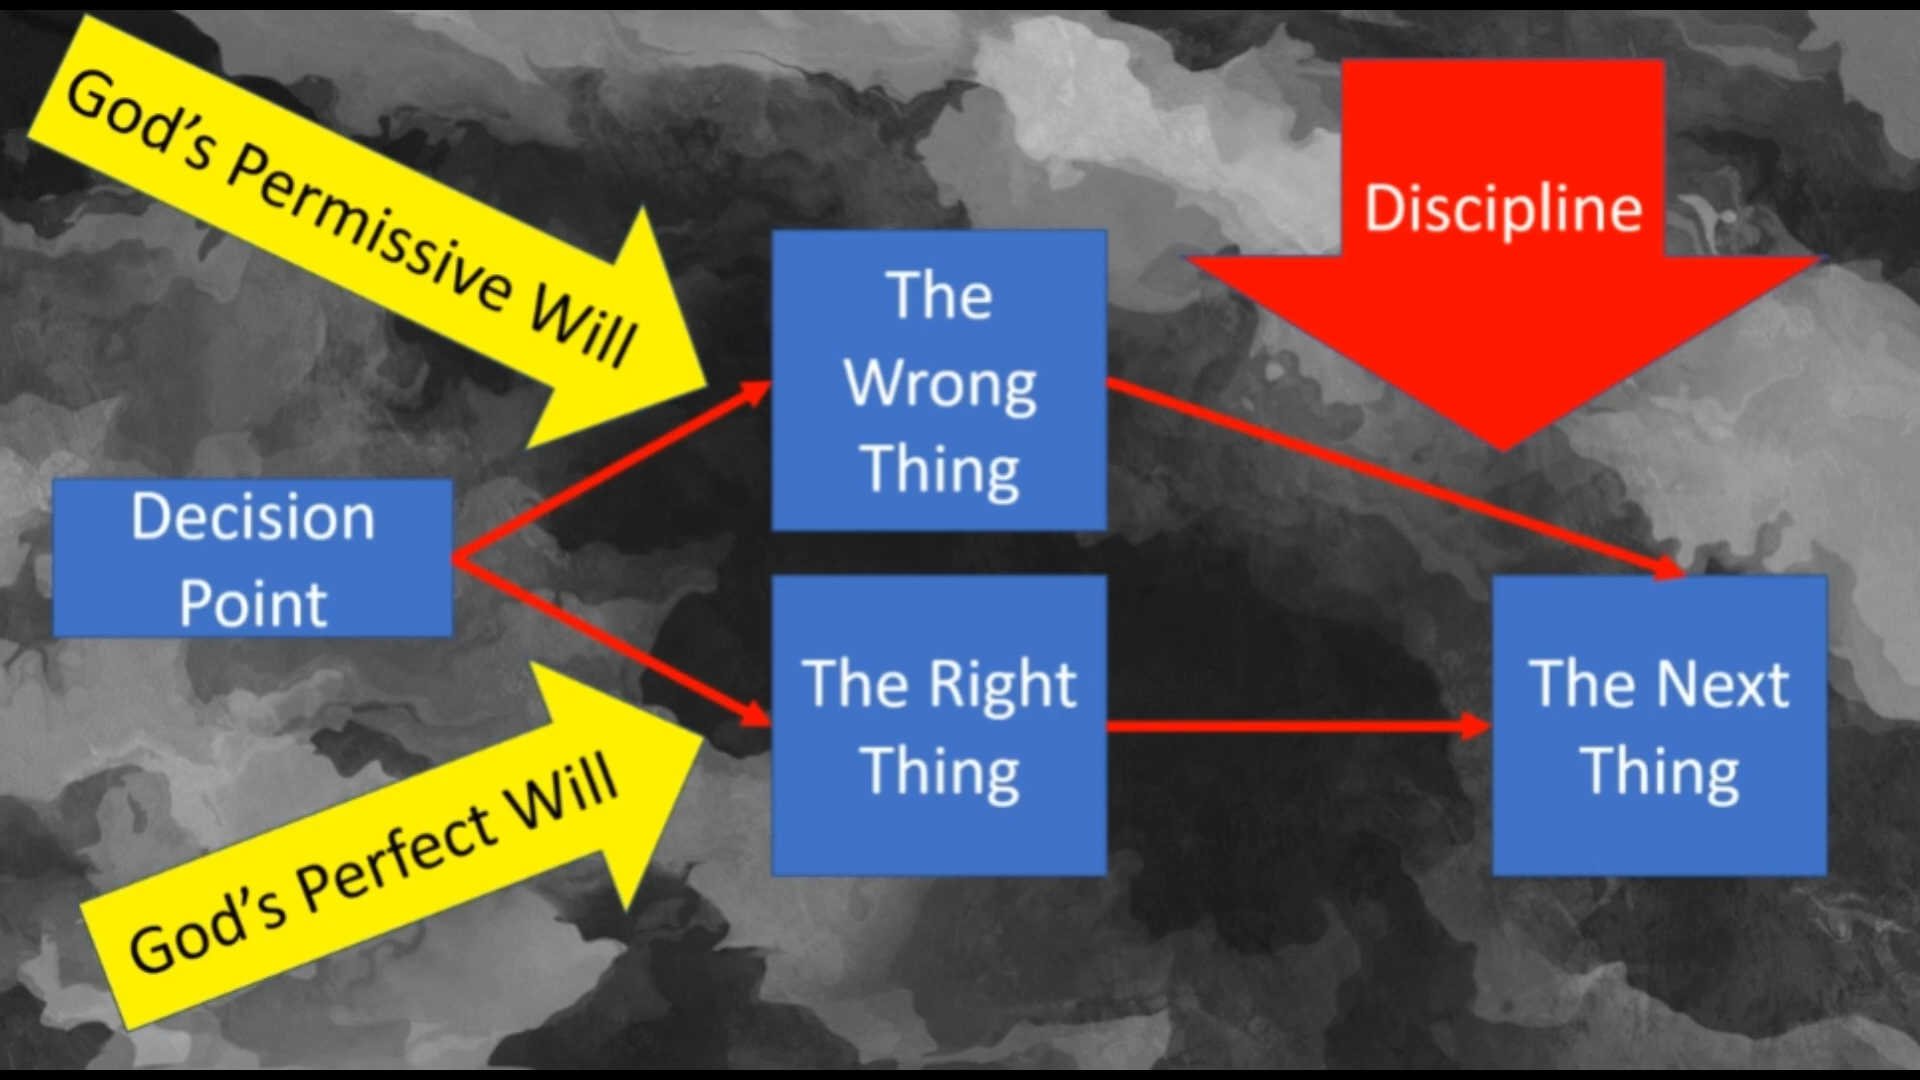 God’s Permissive Will
Discipline
The
Wrong
Thing
Decision
Point
The Right
Thing
The Next
Thing
God’s Perfect Will